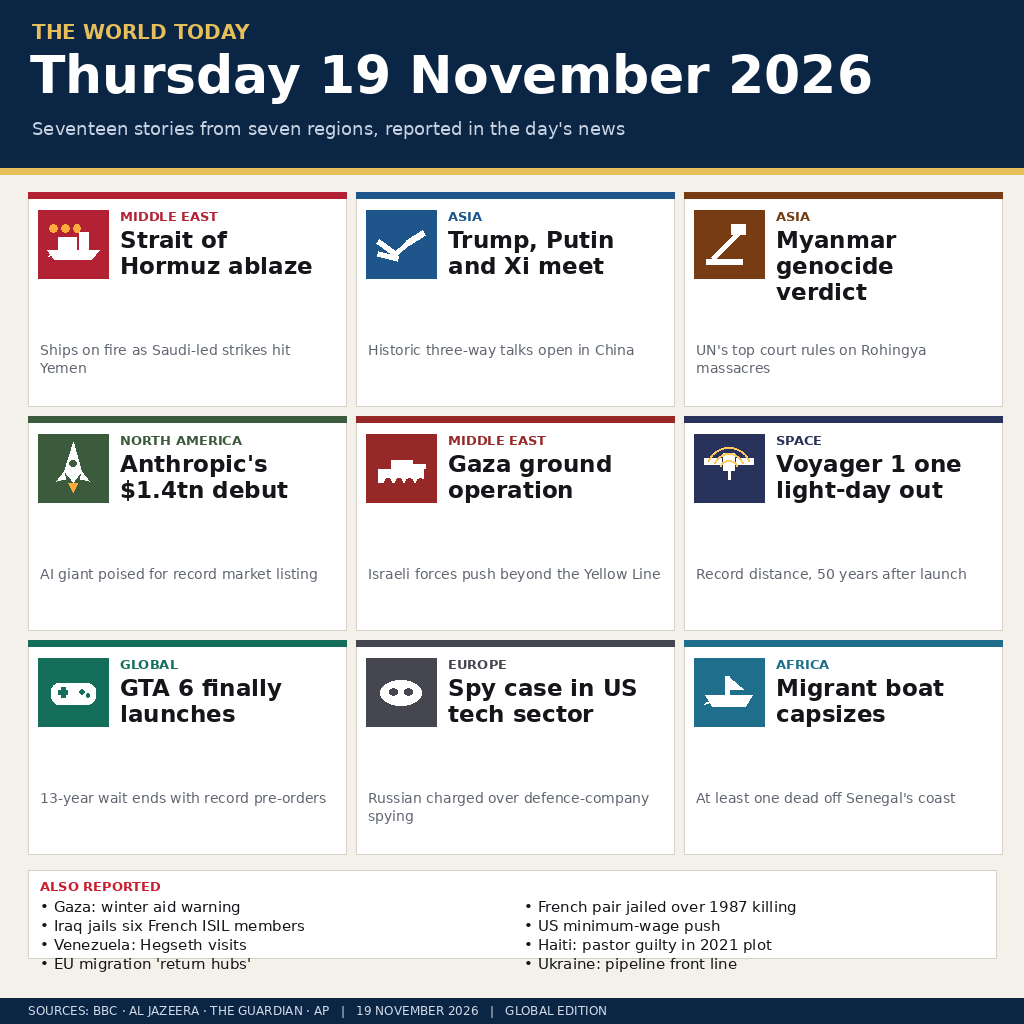 THE WORLD TODAY
Thursday 19 November 2026
Seventeen stories from seven regions, reported in the day's news
MIDDLE EAST
Strait of
Hormuz ablaze
Ships on fire as Saudi-led strikes hit
Yemen
ASIA
Trump, Putin
and Xi meet
Historic three-way talks open in China
ASIA
Myanmar
genocide
verdict
UN's top court rules on Rohingya
massacres
NORTH AMERICA
Anthropic's
$1.4tn debut
AI giant poised for record market listing
MIDDLE EAST
Gaza ground
operation
Israeli forces push beyond the Yellow Line
SPACE
Voyager 1 one
light-day out
Record distance, 50 years after launch
GLOBAL
GTA 6 finally
launches
13-year wait ends with record pre-orders
EUROPE
Spy case in US
tech sector
Russian charged over defence-company
spying
AFRICA
Migrant boat
capsizes
At least one dead off Senegal's coast
ALSO REPORTED
• Gaza: winter aid warning
• Iraq jails six French ISIL members
• Venezuela: Hegseth visits
• EU migration 'return hubs'
• French pair jailed over 1987 killing
• US minimum-wage push
• Haiti: pastor guilty in 2021 plot
• Ukraine: pipeline front line
SOURCES: BBC · AL JAZEERA · THE GUARDIAN · AP | 19 NOVEMBER 2026 | GLOBAL EDITION